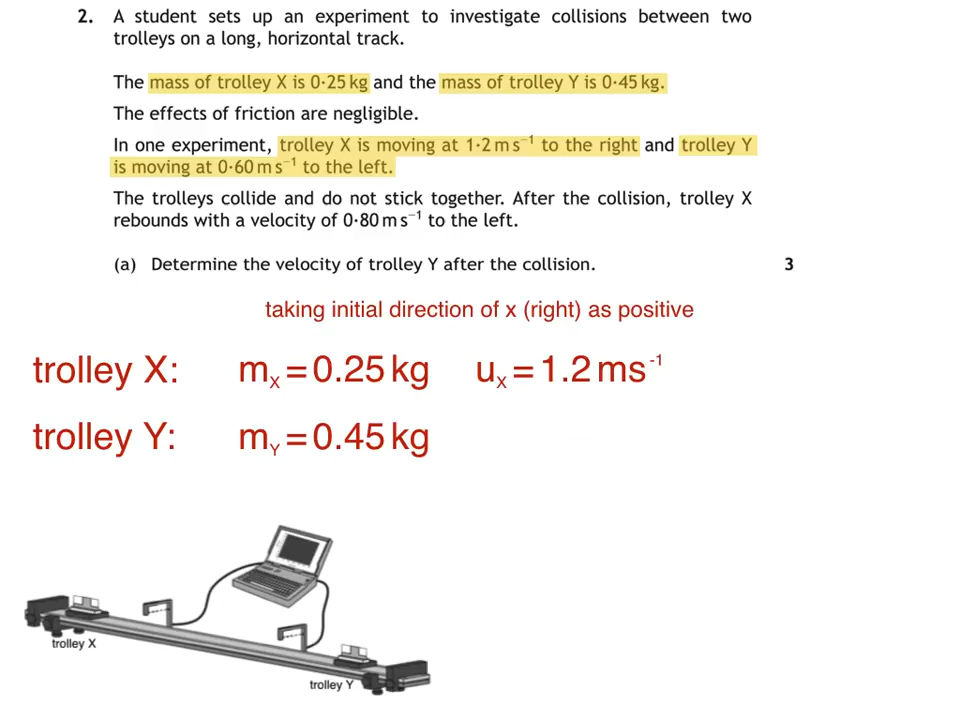 2. A student sets up an experiment to investigate collisions between two
trolleys on a long, horizontal track.
The mass of trolley X is 0·25 kg and the mass of trolley Y is 0·45 kg.
The effects of friction are negligible.
In one experiment, trolley X is moving at 1·2 m s⁻¹ to the right and trolley Y
is moving at 0·60 m s⁻¹ to the left.
The trolleys collide and do not stick together. After the collision, trolley X
rebounds with a velocity of 0·80 m s⁻¹ to the left.
(a) Determine the velocity of trolley Y after the collision. 3
taking initial direction of x (right) as positive
trolley X: mₓ = 0.25 kg uₓ = 1.2 ms⁻¹
trolley Y: m_Y = 0.45 kg
trolley X
trolley Y